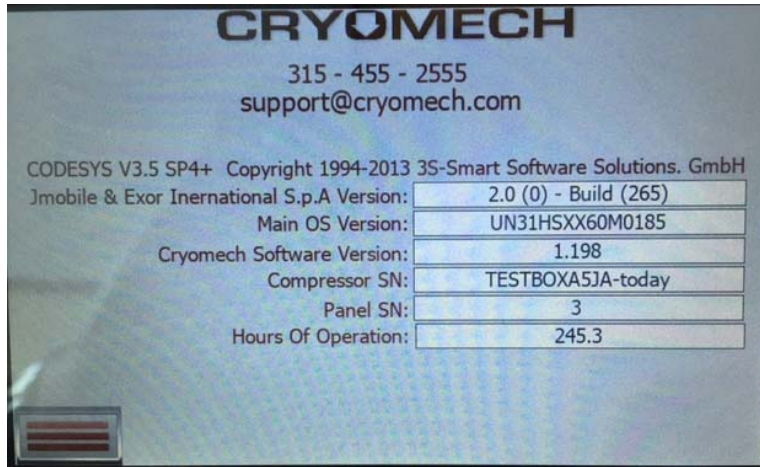 CRYOMECH
315 - 455 - 2555
support@cryomech.com
CODESYS V3.5 SP4+ Copyright 1994-2013 3S-Smart Software Solutions. GmbH
Jmobile & Exor Inernational S.p.A Version: 2.0 (0) - Build (265)
Main OS Version: UN31HSXX60M0185
Cryomech Software Version: 1.198
Compressor SN: TESTBOXA5JA-today
Panel SN: 3
Hours Of Operation: 245.3